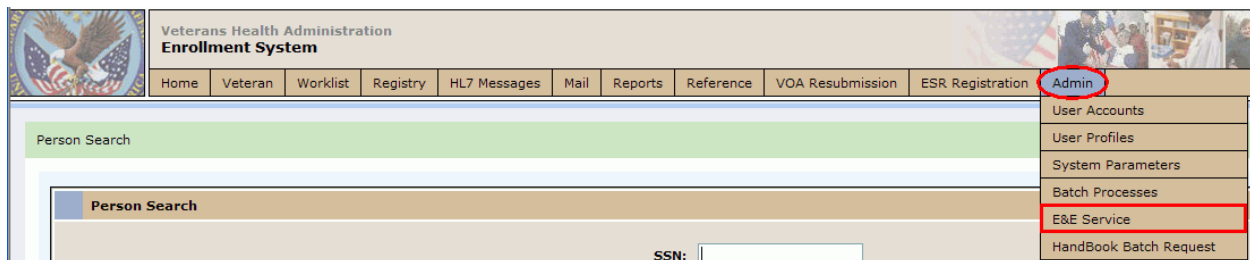 Veterans Health Administration
Enrollment System
Home Veteran Worklist Registry HL7 Messages Mail Reports Reference VOA Resubmission ESR Registration Admin
User Accounts
Person Search
User Profiles
System Parameters
Batch Processes
Person Search
E&E Service
HandBook Batch Request
SSN: